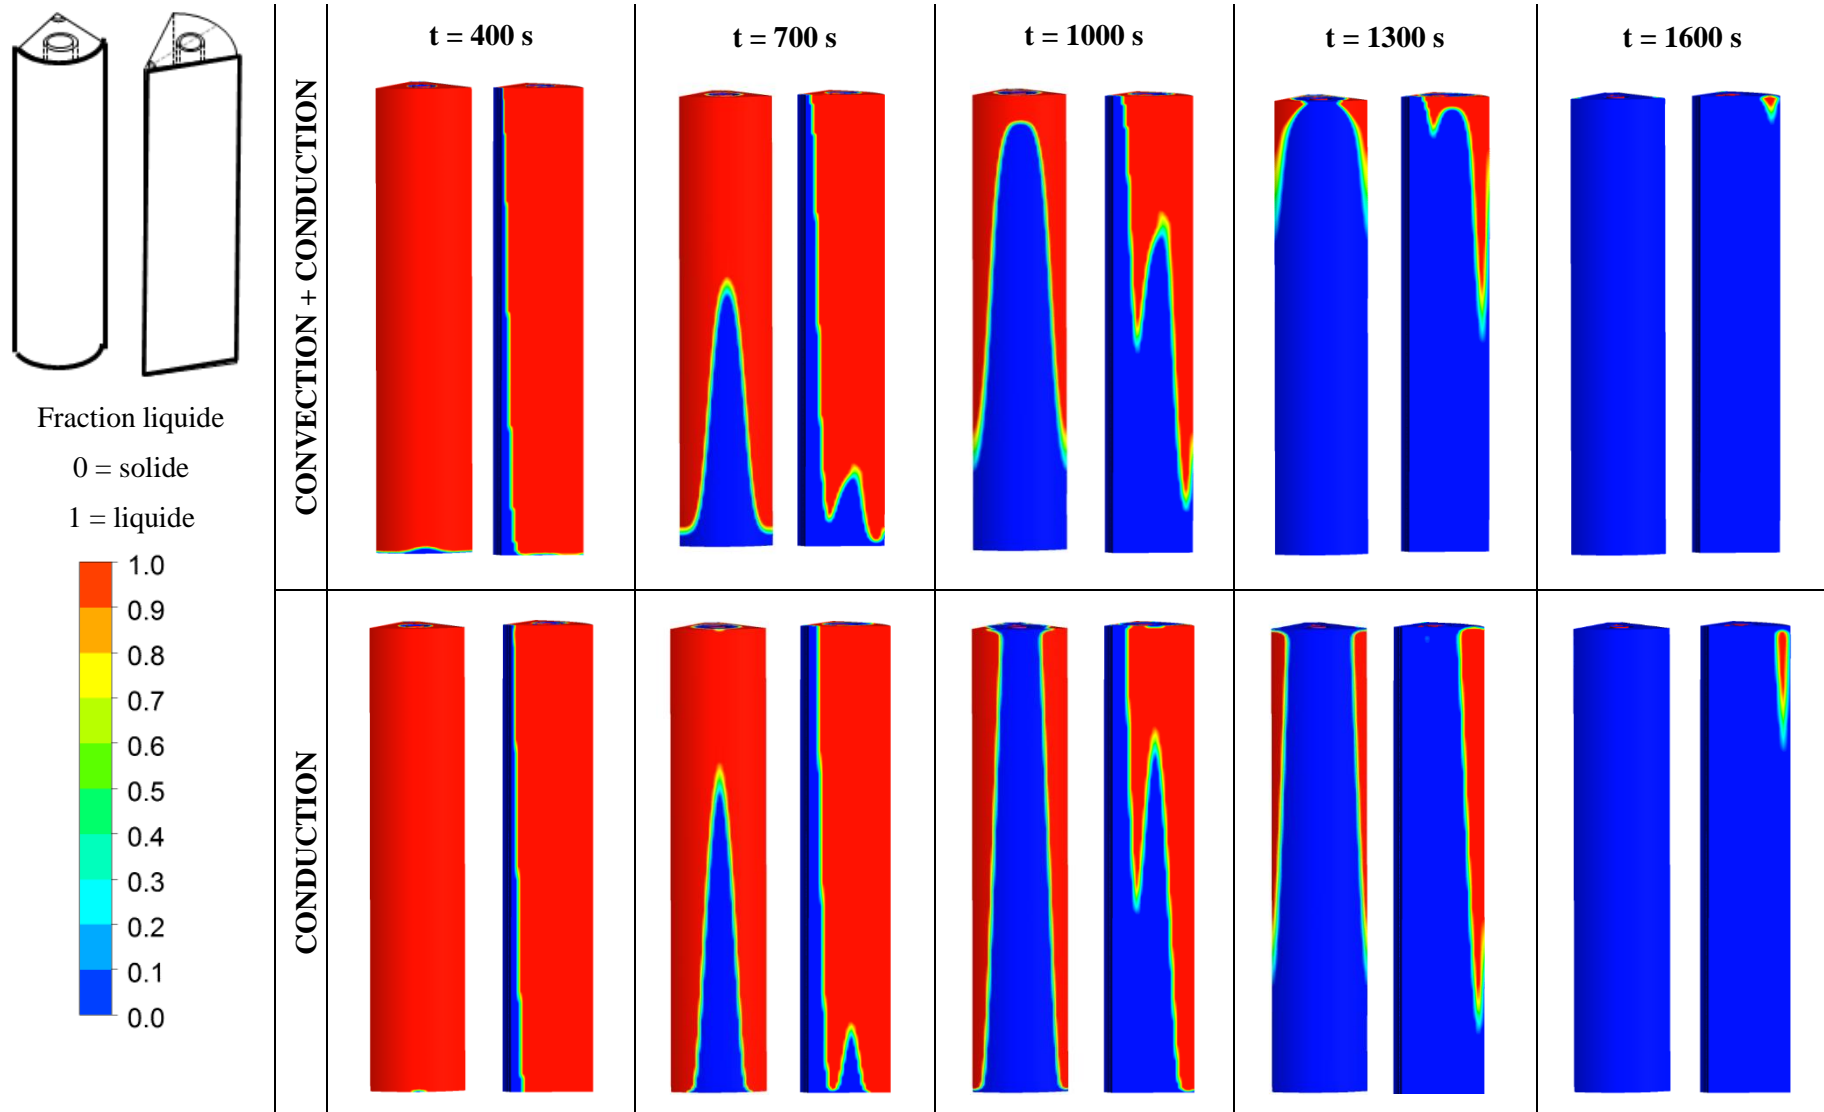 t = 400 s
t = 700 s
t = 1000 s
t = 1300 s
t = 1600 s
CONVECTION + CONDUCTION
CONDUCTION
Fraction liquide
0 = solide
1 = liquide
1.0
0.9
0.8
0.7
0.6
0.5
0.4
0.3
0.2
0.1
0.0